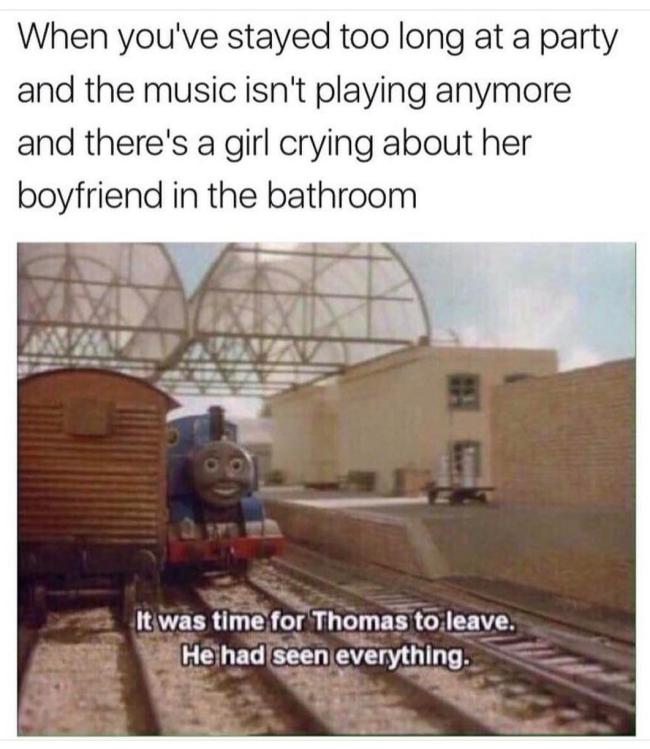 When you've stayed too long at a party
and the music isn't playing anymore
and there's a girl crying about her
boyfriend in the bathroom
It was time for Thomas to leave.
He had seen everything.